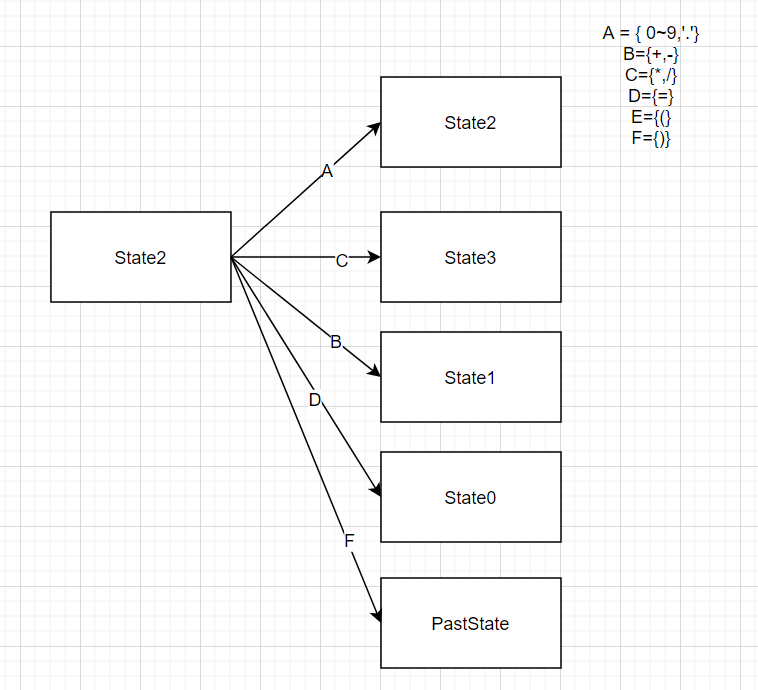 A = { 0~9,'.'}
B={+,-}
C={*,/}
D={=}
E={(}
F={)}
State2
A
State2
C
State3
B
State1
D
State0
F
PastState